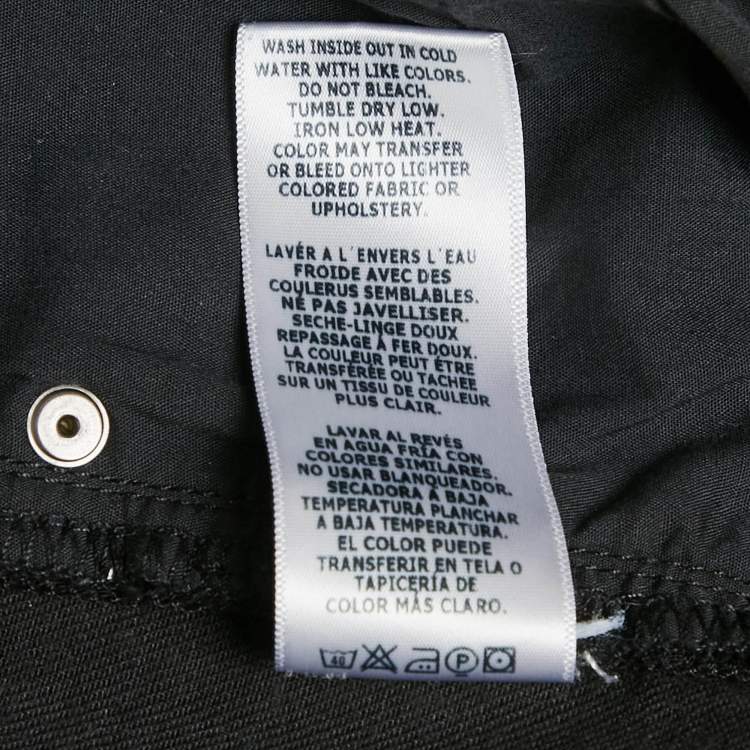 WASH INSIDE OUT IN COLD
WATER WITH LIKE COLORS.
DO NOT BLEACH.
TUMBLE DRY LOW.
IRON LOW HEAT.
COLOR MAY TRANSFER
OR BLEED ONTO LIGHTER
COLORED FABRIC OR
UPHOLSTERY.
LAVÉR A L'ENVERS L'EAU
FROIDE AVEC DES
COULERUS SEMBLABLES.
NÉ PAS JAVELLISER.
SECHE-LINGE DOUX
REPASSAGE À FER DOUX.
LA COULEUR PEUT ÉTRE
TRANSFÉRÉE OU TACHEE
SUR UN TISSU DE COULEUR
PLUS CLAIR.
LAVAR AL REVÉS
EN AGUA FRÍA CON
COLORES SIMILARES.
NO USAR BLANQUEADOR.
SECADORA À BAJA
TEMPERATURA PLANCHAR
A BAJA TEMPERATURA.
EL COLOR PUEDE
TRANSFERIR EN TELA O
TAPICERÍA DE
COLOR MÁS CLARO.
40 P